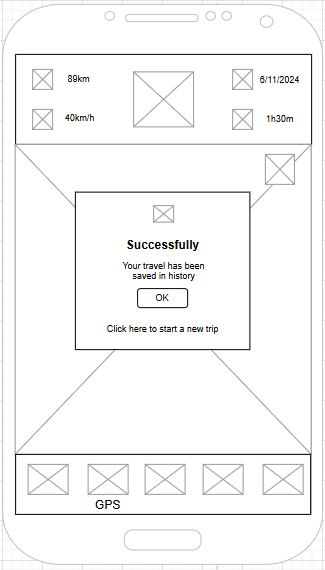 89km
6/11/2024
40km/h
1h30m
Successfully
Your travel has been
saved in history
OK
Click here to start a new trip
GPS